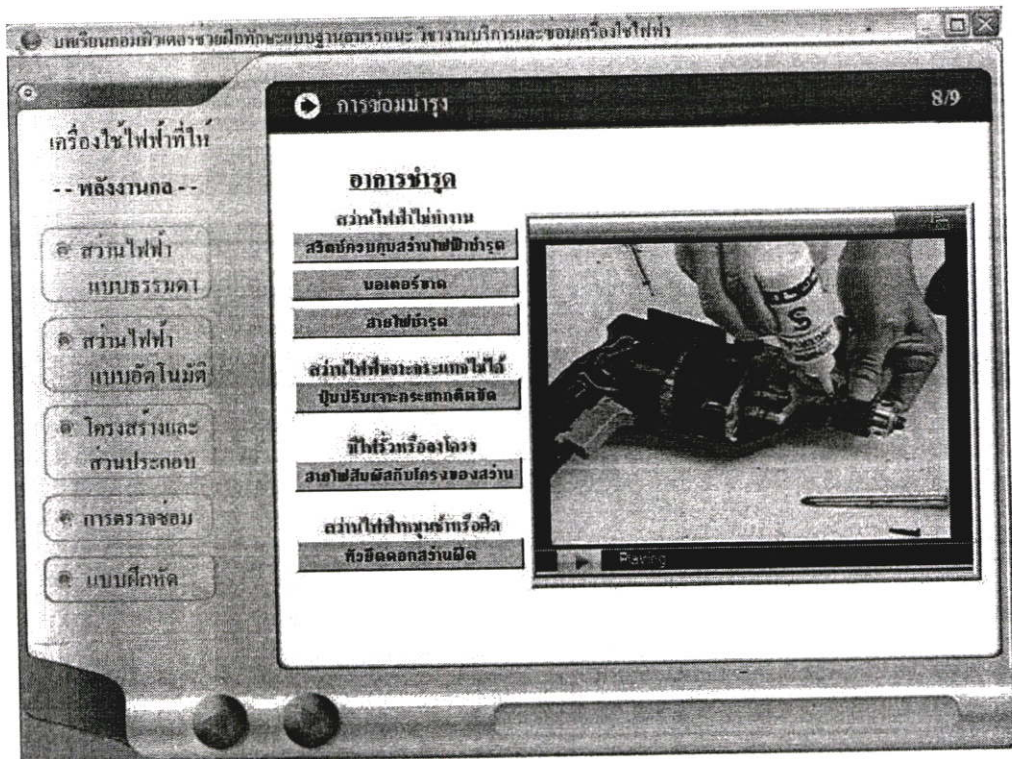 บทเรียนคอมพิวเตอร์ช่วยฝึกทักษะแบบฐานสมรรถนะ วิชางานบริการและซ่อมเครื่องใช้ไฟฟ้า
การซ่อมบำรุง
8/9
เครื่องใช้ไฟฟ้าที่ให้
-- พลังงานกล --
สว่านไฟฟ้า
แบบธรรมดา
สว่านไฟฟ้า
แบบอัตโนมัติ
โครงสร้างและ
ส่วนประกอบ
การตรวจซ่อม
แบบฝึกหัด
อาการชำรุด
สว่านไฟฟ้าไม่ทำงาน
สวิตช์ควบคุมสว่านไฟฟ้าชำรุด
มอเตอร์ขาด
สายไฟชำรุด
สว่านไฟฟ้าเจาะกระแทกไม่ได้
ปุ่มปรับเจาะกระแทกติดขัด
มีไฟรั่วหรือลงโครง
สายไฟสัมผัสกับโครงของสว่าน
สว่านไฟฟ้าหมุนช้าหรือฝืด
หัวยึดดอกสว่านฝืด
Playing